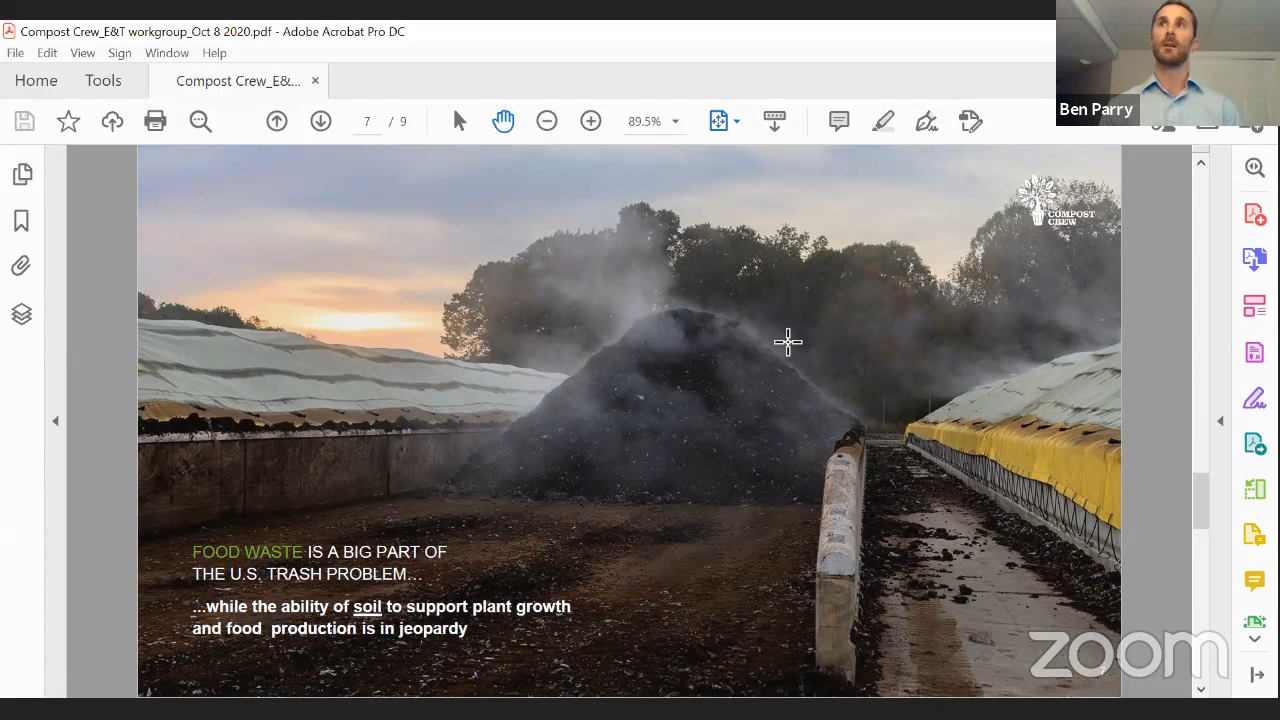 Compost Crew_E&T workgroup_Oct 8 2020.pdf - Adobe Acrobat Pro DC
File Edit View Sign Window Help
Home Tools Compost Crew_E&... ×
/ 9 89.5%
Ben Parry
COMPOST
CREW
FOOD WASTE IS A BIG PART OF
THE U.S. TRASH PROBLEM...
...while the ability of soil to support plant growth
and food production is in jeopardy
7
zoom